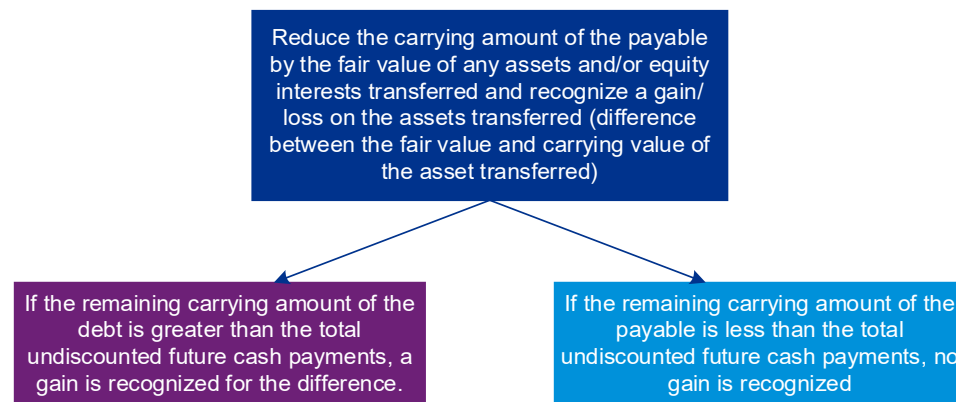 Reduce the carrying amount of the payable
by the fair value of any assets and/or equity
interests transferred and recognize a gain/
loss on the assets transferred (difference
between the fair value and carrying value of
the asset transferred)
If the remaining carrying amount of the
debt is greater than the total
undiscounted future cash payments, a
gain is recognized for the difference.
If the remaining carrying amount of the
payable is less than the total
undiscounted future cash payments, no
gain is recognized